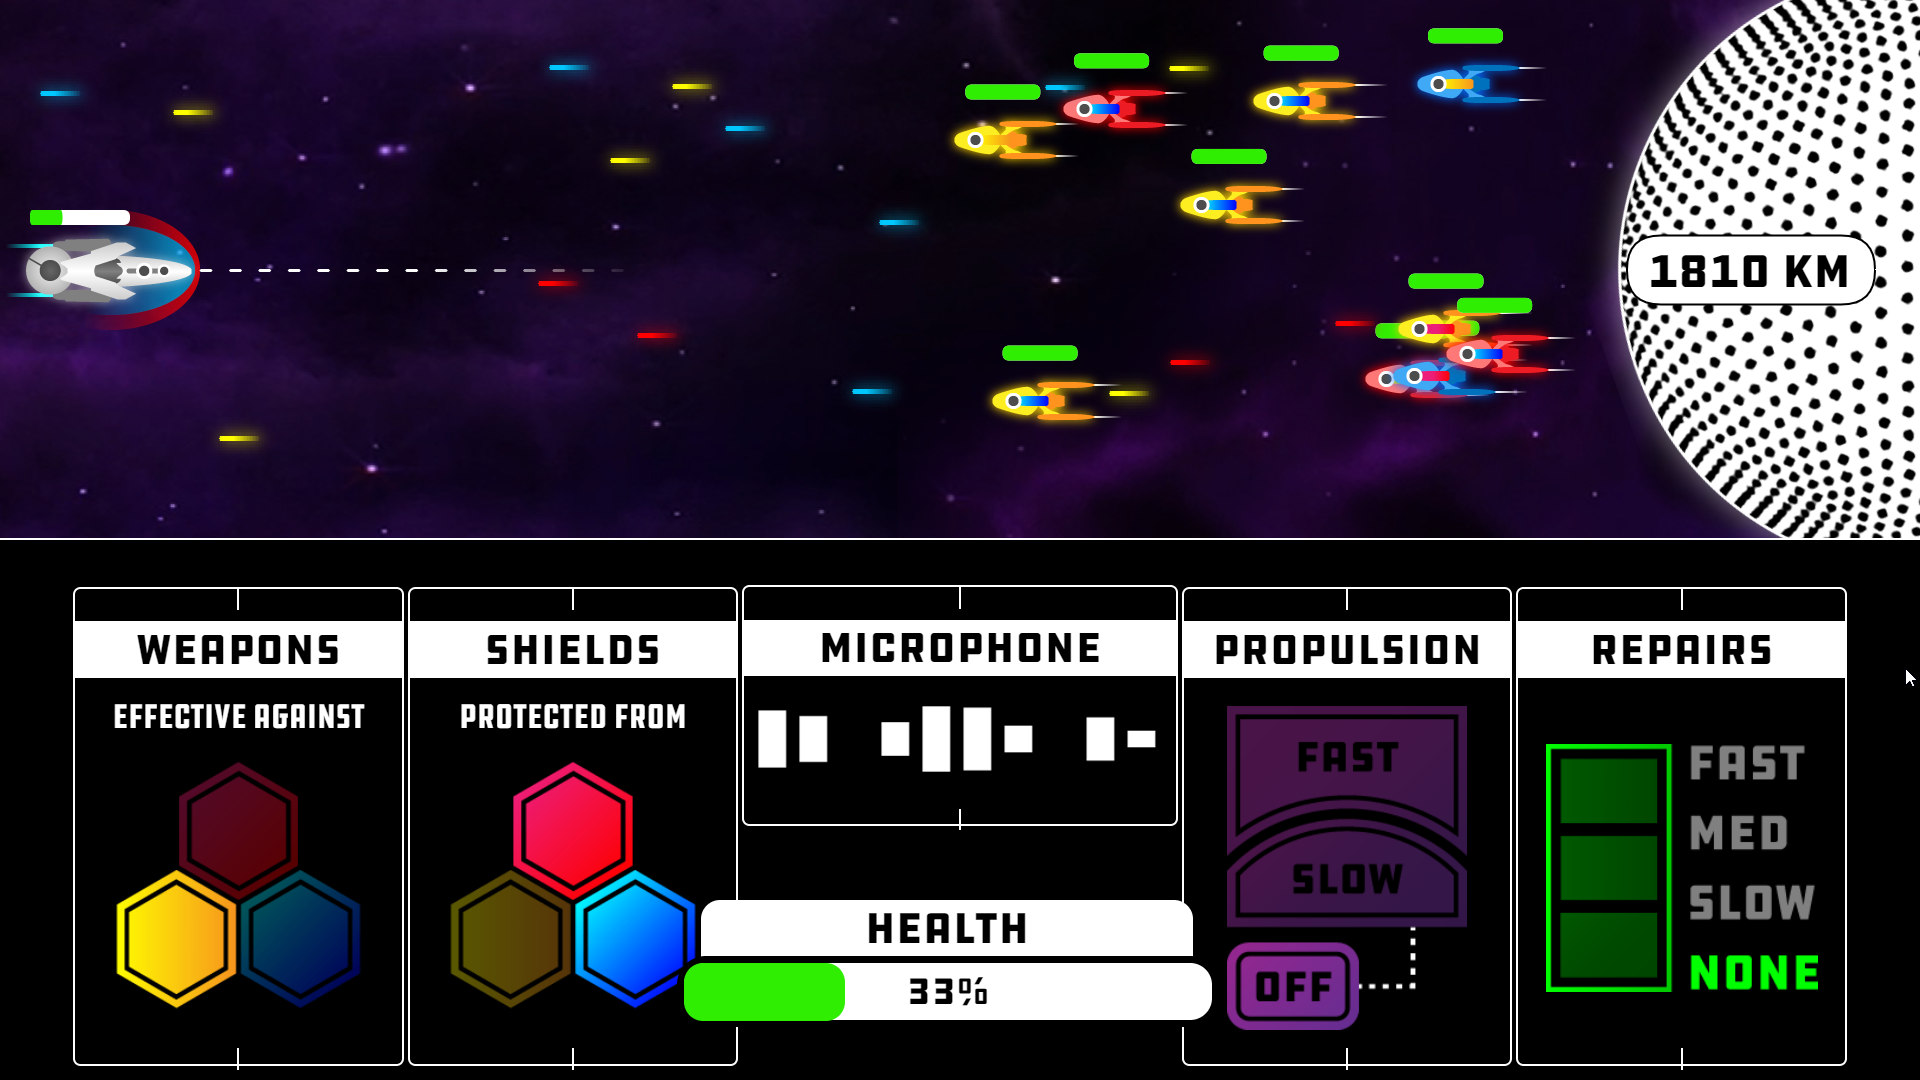 1810 KM
WEAPONS
EFFECTIVE AGAINST
SHIELDS
PROTECTED FROM
MICROPHONE
HEALTH
33%
PROPULSION
FAST
SLOW
OFF
REPAIRS
FAST
MED
SLOW
NONE